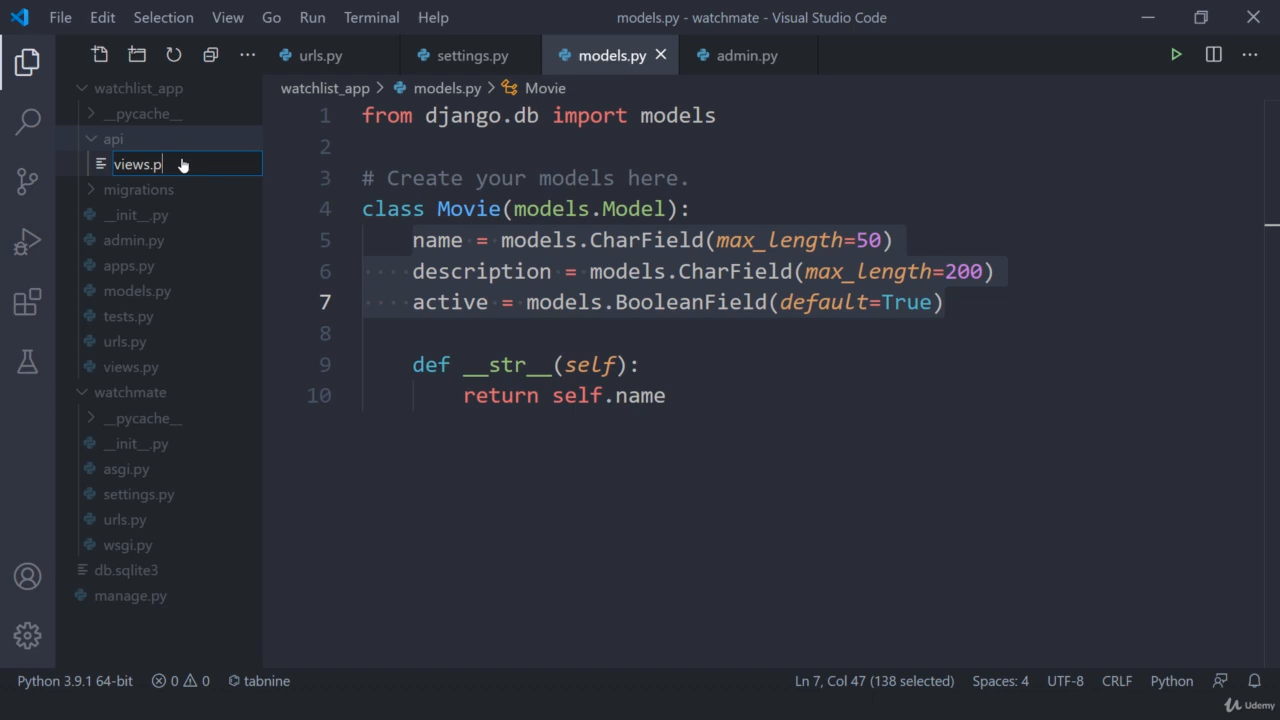 File Edit Selection View Go Run Terminal Help models.py - watchmate - Visual Studio Code
urls.py settings.py models.py admin.py
watchlist_app > models.py > Movie
watchlist_app
__pycache__
api
views.p
migrations
__init__.py
admin.py
apps.py
models.py
tests.py
urls.py
views.py
watchmate
__pycache__
__init__.py
asgi.py
settings.py
urls.py
wsgi.py
db.sqlite3
manage.py
1 from django.db import models
2
3 # Create your models here.
4 class Movie(models.Model):
5 name = models.CharField(max_length=50)
6 description = models.CharField(max_length=200)
7 active = models.BooleanField(default=True)
8
9 def __str__(self):
10 return self.name
Python 3.9.1 64-bit 0 0 tabnine Ln 7, Col 47 (138 selected) Spaces: 4 UTF-8 CRLF Python
Udemy